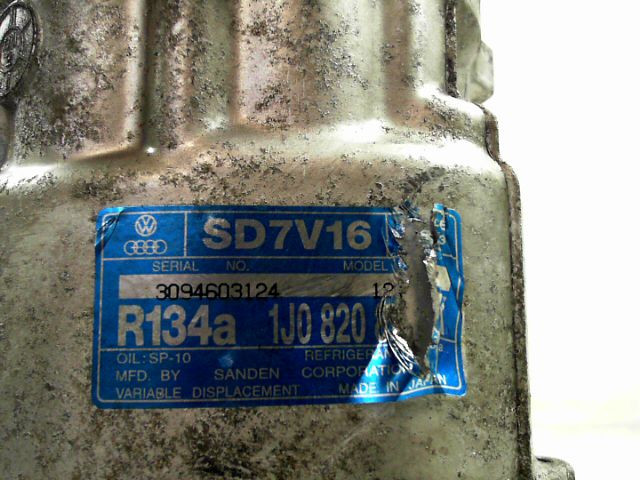 SD7V16
SERIAL NO. MODEL
3094603124 12
R134a 1J0 820
OIL: SP-10 REFRIGERAN
MFD. BY SANDEN CORPORATION
VARIABLE DISPLACEMENT MADE IN JAPAN